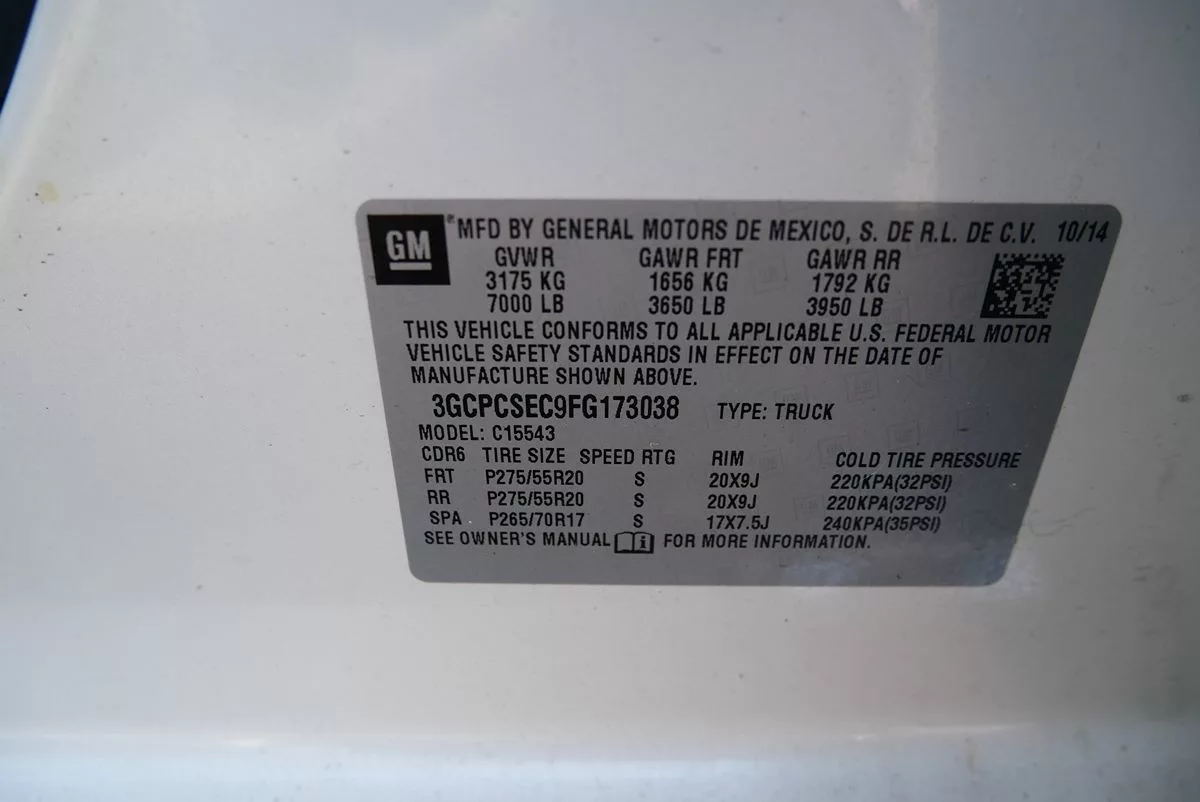 GM ® MFD BY GENERAL MOTORS DE MEXICO, S. DE R.L. DE C.V. 10/14
GVWR GAWR FRT GAWR RR
3175 KG 1656 KG 1792 KG
7000 LB 3650 LB 3950 LB
THIS VEHICLE CONFORMS TO ALL APPLICABLE U.S. FEDERAL MOTOR
VEHICLE SAFETY STANDARDS IN EFFECT ON THE DATE OF
MANUFACTURE SHOWN ABOVE.
3GCPCSEC9FG173038 TYPE: TRUCK
MODEL: C15543
CDR6 TIRE SIZE SPEED RTG RIM COLD TIRE PRESSURE
FRT P275/55R20 S 20X9J 220KPA(32PSI)
RR P275/55R20 S 20X9J 220KPA(32PSI)
SPA P265/70R17 S 17X7.5J 240KPA(35PSI)
SEE OWNER'S MANUAL i FOR MORE INFORMATION.